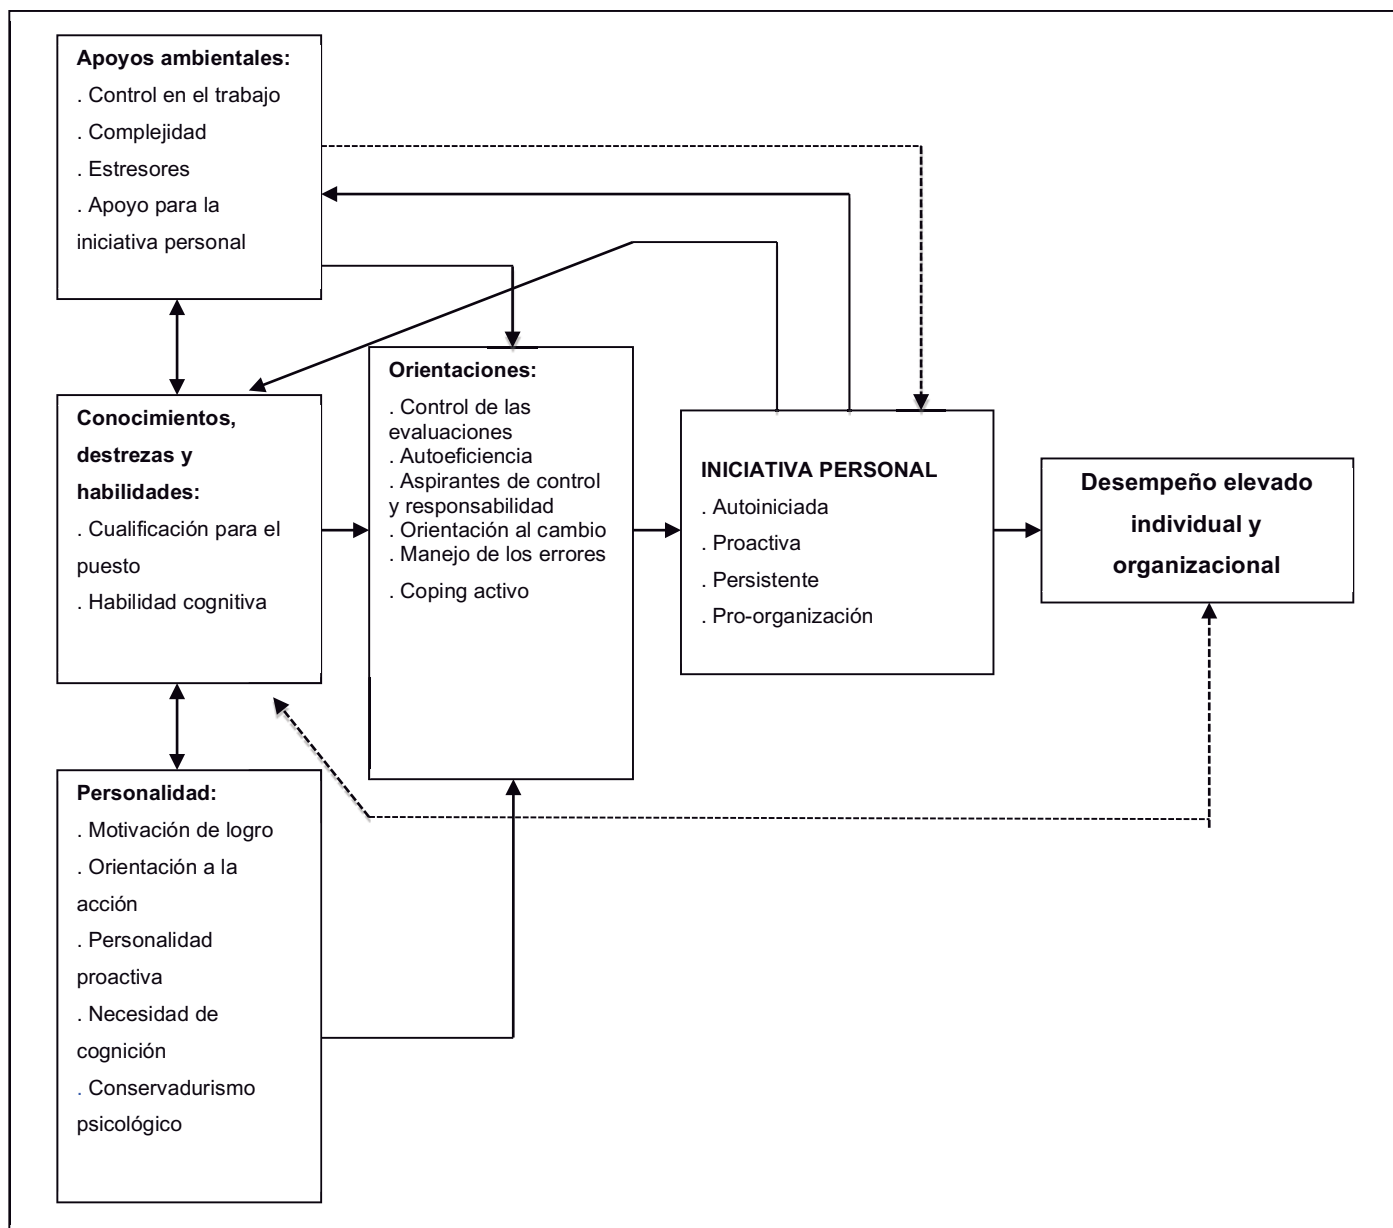 Apoyos ambientales:
. Control en el trabajo
. Complejidad
. Estresores
. Apoyo para la
iniciativa personal
Conocimientos,
destrezas y
habilidades:
. Cualificación para el
puesto
. Habilidad cognitiva
Personalidad:
. Motivación de logro
. Orientación a la
acción
. Personalidad
proactiva
. Necesidad de
cognición
. Conservadurismo
psicológico
Orientaciones:
. Control de las
evaluaciones
. Autoeficiencia
. Aspirantes de control
y responsabilidad
. Orientación al cambio
. Manejo de los errores
. Coping activo
INICIATIVA PERSONAL
. Autoiniciada
. Proactiva
. Persistente
. Pro-organización
Desempeño elevado
individual y
organizacional